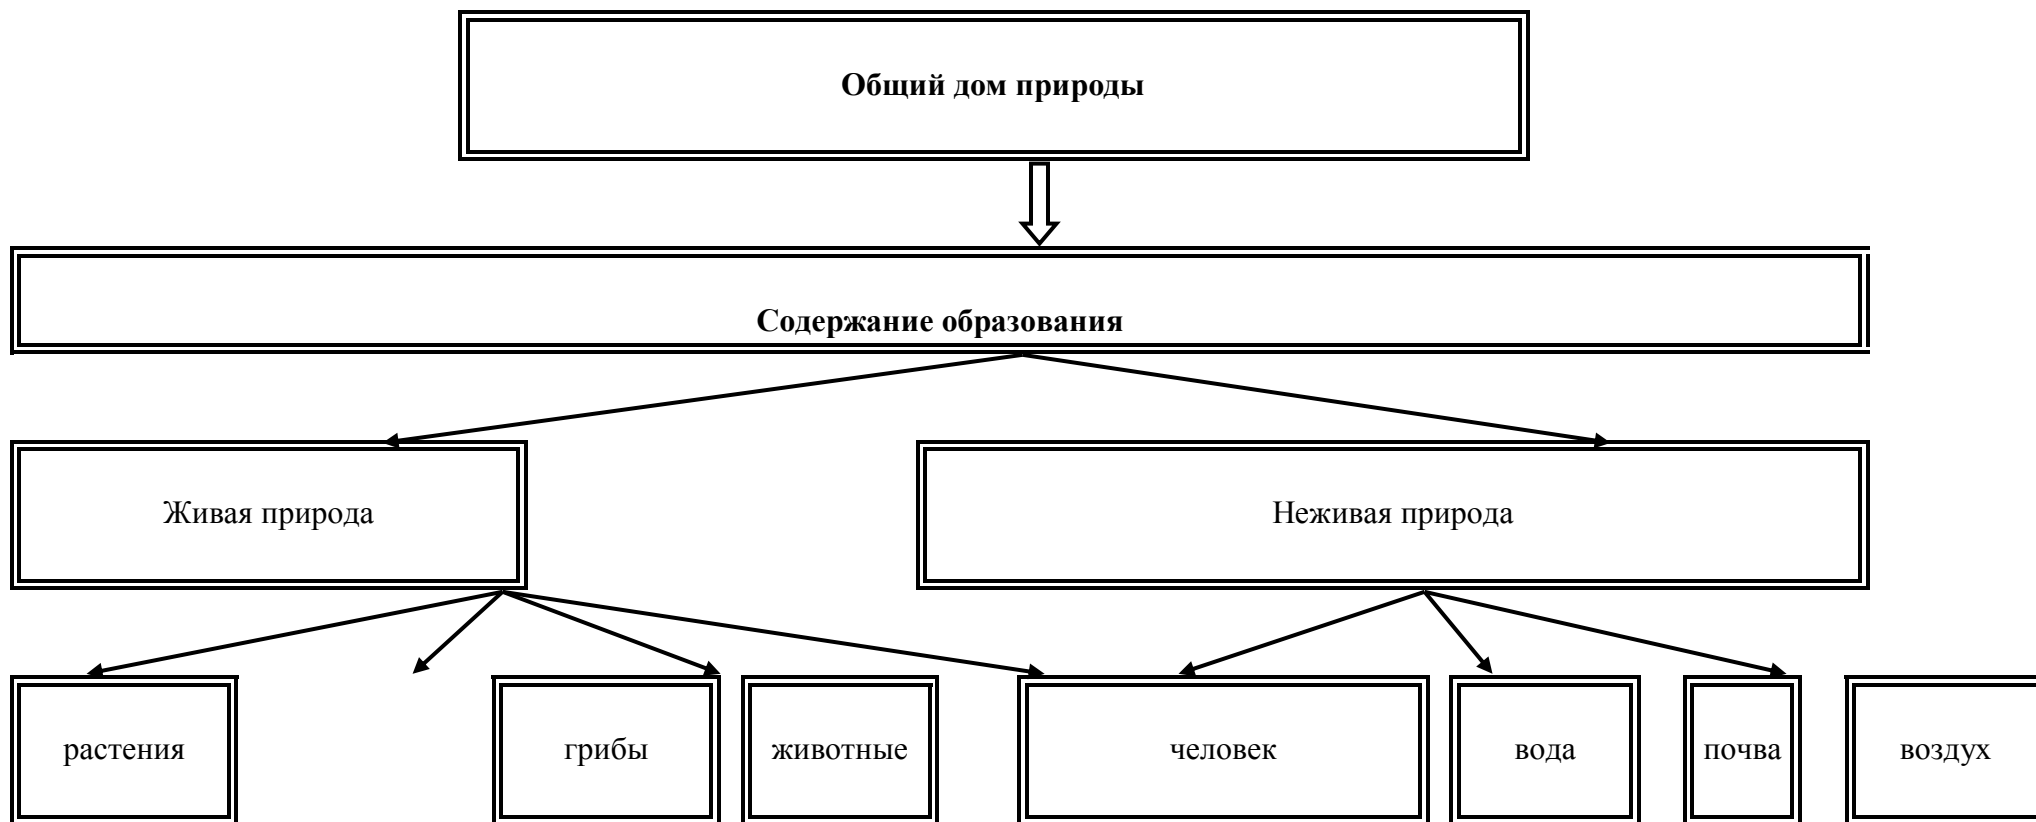 Общий дом природы
Содержание образования
Живая природа
Неживая природа
растения
грибы
животные
человек
вода
почва
воздух